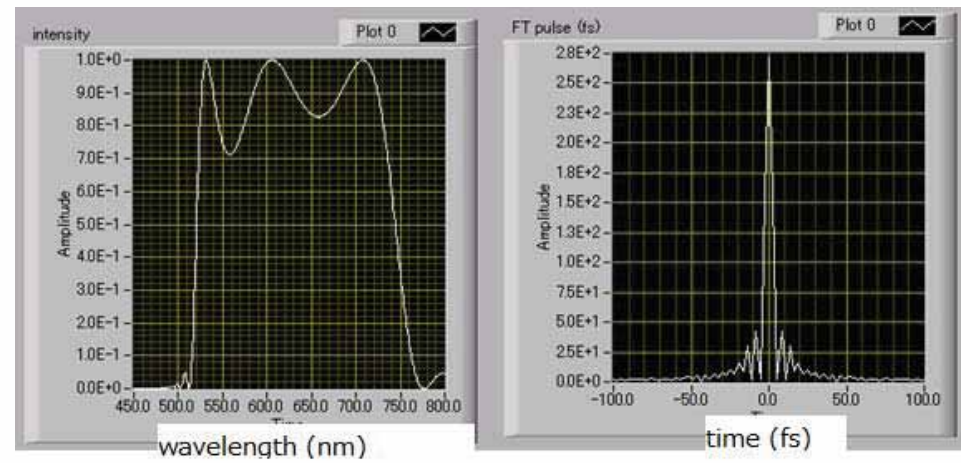 intensity
Plot 0
Amplitude
1.0E+0
9.0E-1
8.0E-1
7.0E-1
6.0E-1
5.0E-1
4.0E-1
3.0E-1
2.0E-1
1.0E-1
0.0E+0
450.0 500.0 550.0 600.0 650.0 700.0 750.0 800.0
wavelength (nm)
FT pulse (fs)
Plot 0
Amplitude
2.8E+2
2.5E+2
2.3E+2
2.0E+2
1.8E+2
1.5E+2
1.3E+2
1.0E+2
7.5E+1
5.0E+1
2.5E+1
0.0E+0
-100.0 -50.0 0.0 50.0 100.0
time (fs)